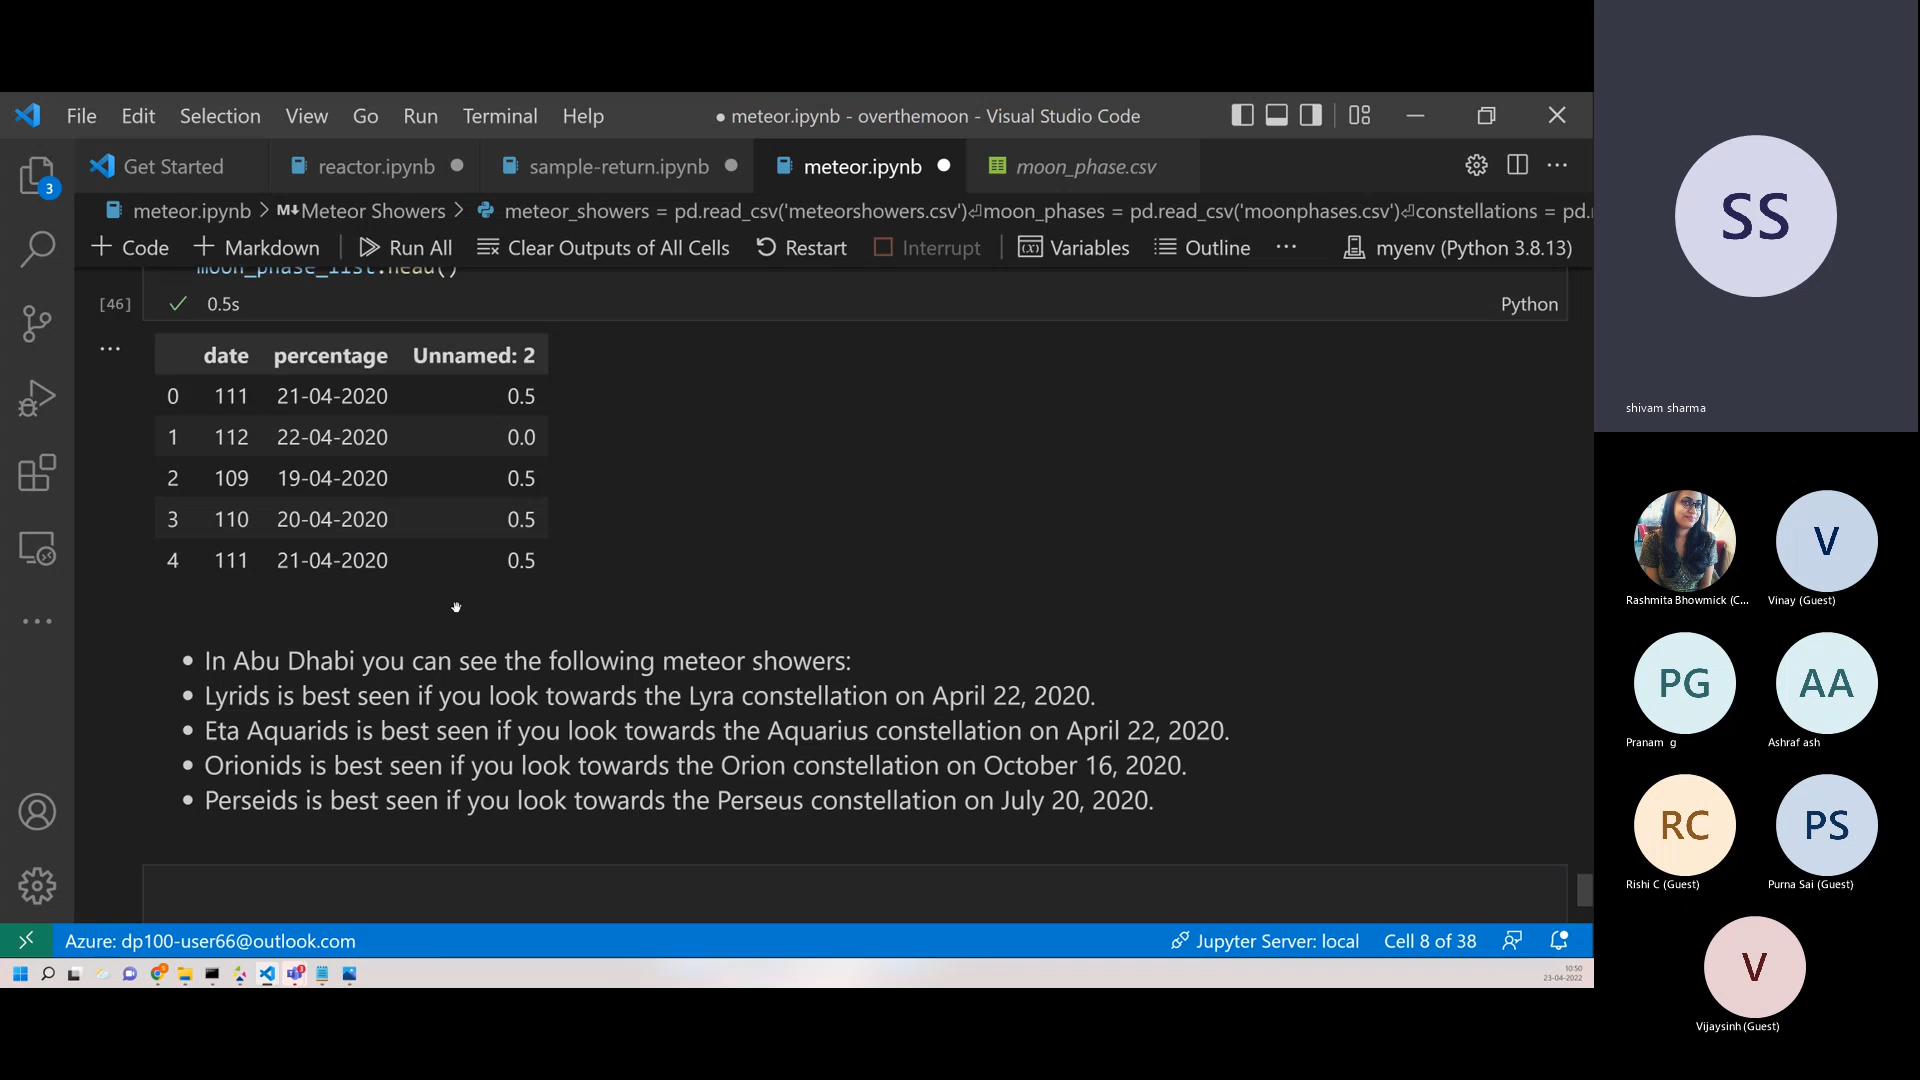 File Edit Selection View Go Run Terminal Help
● meteor.ipynb - overthemoon - Visual Studio Code
Get Started
reactor.ipynb
sample-return.ipynb
meteor.ipynb
moon_phase.csv
3
meteor.ipynb > M↓Meteor Showers > meteor_showers = pd.read_csv('meteorshowers.csv')⏎moon_phases = pd.read_csv('moonphases.csv')⏎constellations = pd.
+ Code + Markdown Run All Clear Outputs of All Cells Restart Interrupt Variables Outline ... myenv (Python 3.8.13)
moon_phase_list.head()
[46] ✓ 0.5s Python
...
date percentage Unnamed: 2
0 111 21-04-2020 0.5
1 112 22-04-2020 0.0
2 109 19-04-2020 0.5
3 110 20-04-2020 0.5
4 111 21-04-2020 0.5
• In Abu Dhabi you can see the following meteor showers:
• Lyrids is best seen if you look towards the Lyra constellation on April 22, 2020.
• Eta Aquarids is best seen if you look towards the Aquarius constellation on April 22, 2020.
• Orionids is best seen if you look towards the Orion constellation on October 16, 2020.
• Perseids is best seen if you look towards the Perseus constellation on July 20, 2020.
Azure: dp100-user66@outlook.com
Jupyter Server: local Cell 8 of 38
10:50
23-04-2022
SS
shivam sharma
Rashmita Bhowmick (C...
V
Vinay (Guest)
PG
Pranam g
AA
Ashraf ash
RC
Rishi C (Guest)
PS
Purna Sai (Guest)
V
Vijaysinh (Guest)